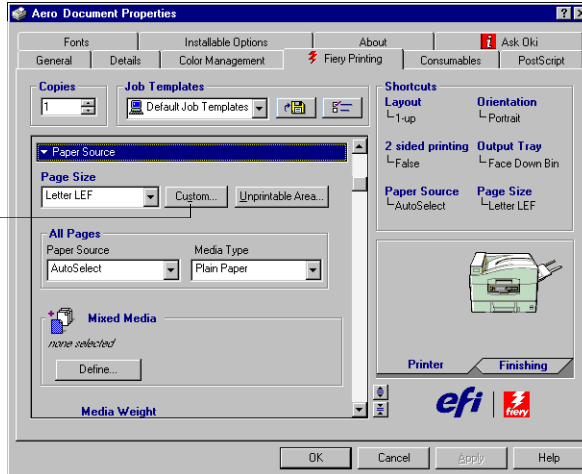 Aero Document Properties
Fonts Installable Options About Ask Oki
General Details Color Management Fiery Printing Consumables PostScript
Copies
1
Job Templates
Default Job Templates
Paper Source
Page Size
Letter LEF Custom... Unprintable Area...
All Pages
Paper Source Media Type
AutoSelect Plain Paper
Mixed Media
none selected
Define...
Media Weight
Shortcuts
Layout Orientation
1-up Portrait
2 sided printing Output Tray
False Face Down Bin
Paper Source Page Size
AutoSelect Letter LEF
Printer Finishing
efi fiery
OK Cancel Apply Help